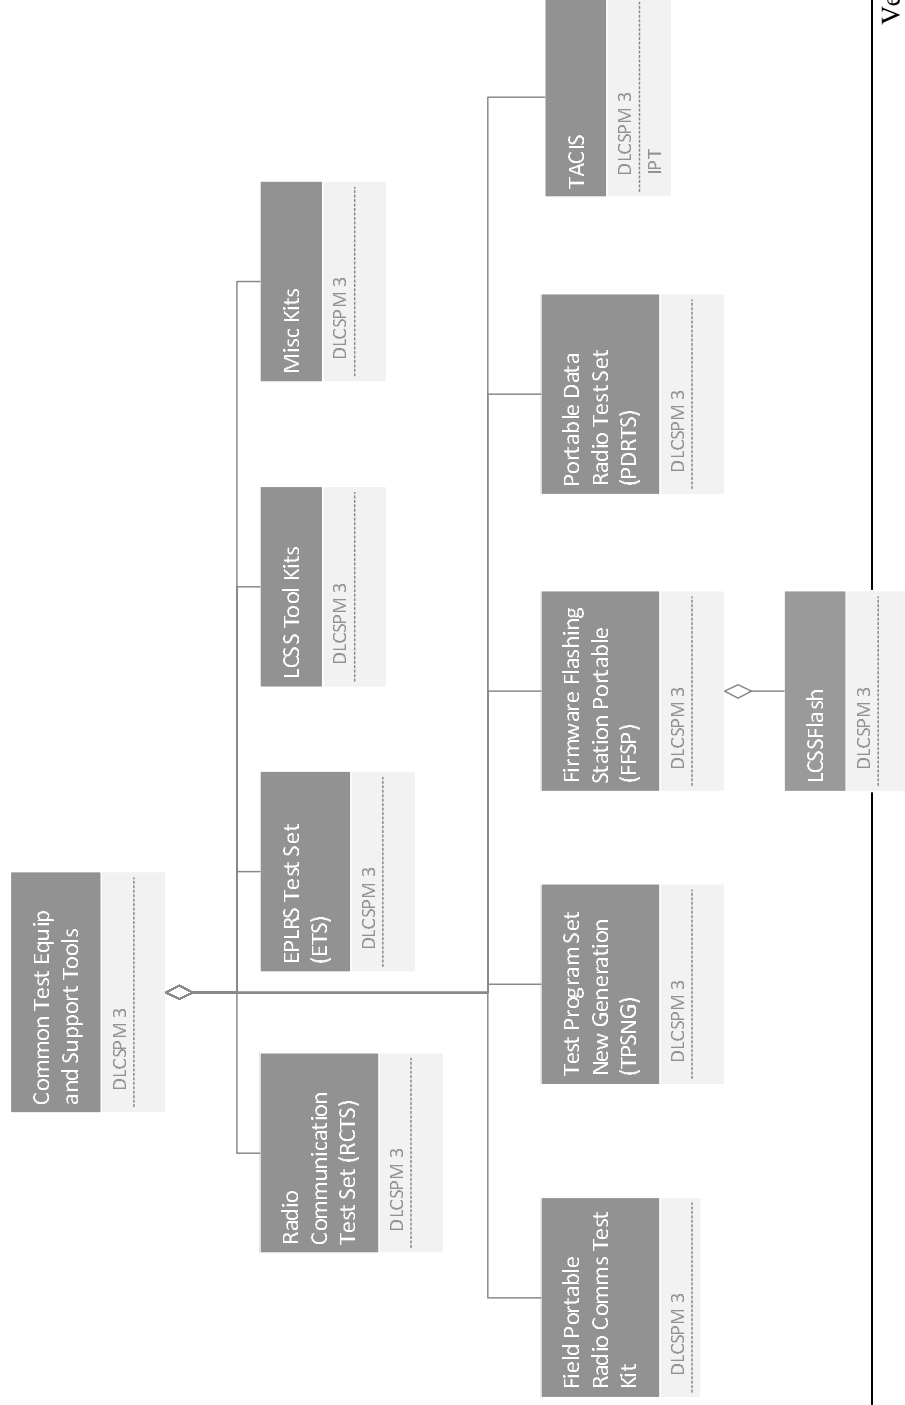 Common Test Equip
and Support Tools
DLCSPM 3
Radio
Communication
Test Set (RCTS)
DLCSPM 3
EPLRS Test Set
(ETS)
DLCSPM 3
LCSS Tool Kits
DLCSPM 3
Misc Kits
DLCSPM 3
Field Portable
Radio Comms Test
Kit
DLCSPM 3
Test Program Set
New Generation
(TPSNG)
DLCSPM 3
Firmware Flashing
Station Portable
(FFSP)
DLCSPM 3
Portable Data
Radio Test Set
(PDRTS)
DLCSPM 3
TACIS
DLCSPM 3
IPT
LCSSFlash
DLCSPM 3